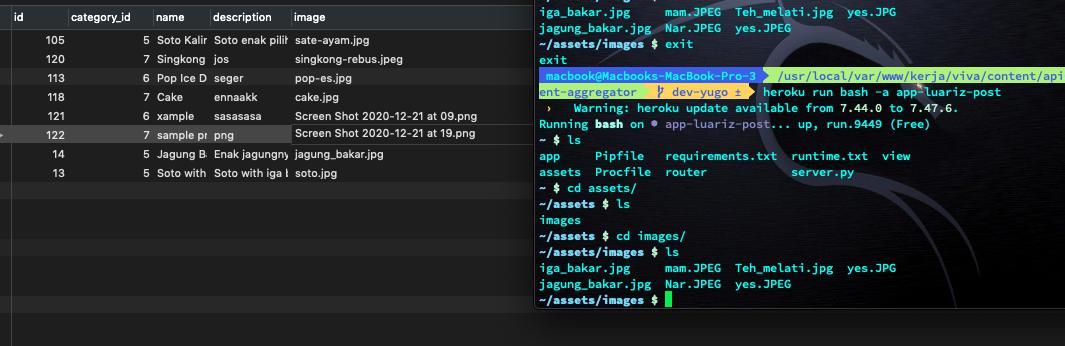 id category_id name description image
105 5 Soto Kalir Soto enak pilih sate-ayam.jpg
120 7 Singkong jos singkong-rebus.jpeg
113 6 Pop Ice D seger pop-es.jpg
118 7 Cake ennaakk cake.jpg
121 6 xample sasasasa Screen Shot 2020-12-21 at 09.png
122 7 sample pr png Screen Shot 2020-12-21 at 19.png
14 5 Jagung B Enak jagungny jagung_bakar.jpg
13 5 Soto with Soto with iga b soto.jpg
iga_bakar.jpg mam.JPEG Teh_melati.jpg yes.JPG
jagung_bakar.jpg Nar.JPEG yes.JPEG
~/assets/images $ exit
exit
macbook@Macbooks-MacBook-Pro-3 /usr/local/var/www/kerja/viva/content/api
ent-aggregator dev-yugo ± heroku run bash -a app-luariz-post
› Warning: heroku update available from 7.44.0 to 7.47.6.
Running bash on ● app-luariz-post... up, run.9449 (Free)
~ $ ls
app Pipfile requirements.txt runtime.txt view
assets Procfile router server.py
~ $ cd assets/
~/assets $ ls
images
~/assets $ cd images/
~/assets/images $ ls
iga_bakar.jpg mam.JPEG Teh_melati.jpg yes.JPG
jagung_bakar.jpg Nar.JPEG yes.JPEG
~/assets/images $